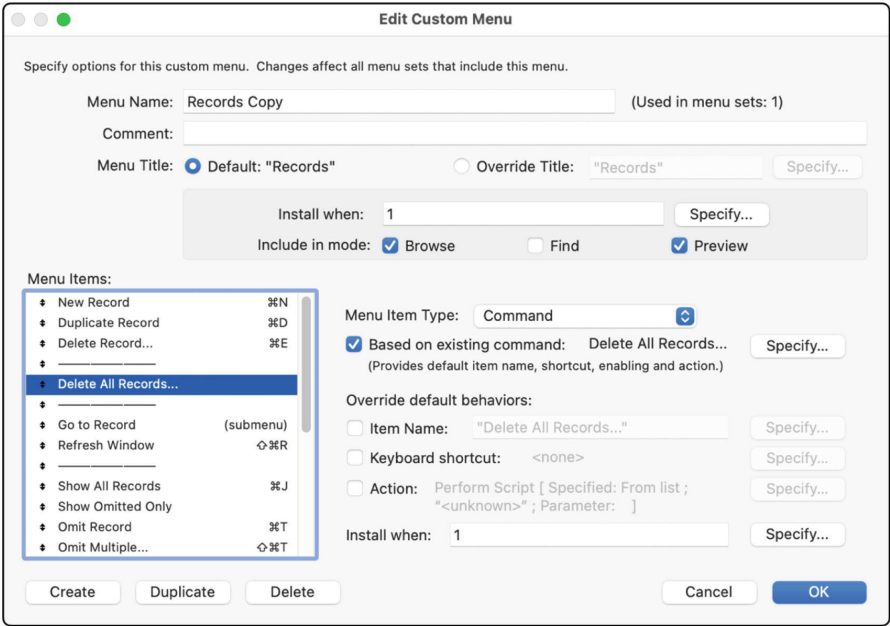 Edit Custom Menu
Specify options for this custom menu.  Changes affect all menu sets that include this menu.
Menu Name: Records Copy (Used in menu sets: 1)
Comment:
Menu Title: Default: "Records" Override Title: "Records" Specify...
Install when: 1 Specify...
Include in mode: Browse Find Preview
Menu Items:
New Record ⌘N
Duplicate Record ⌘D
Delete Record... ⌘E
Delete All Records...
Go to Record (submenu)
Refresh Window ⇧⌘R
Show All Records ⌘J
Show Omitted Only
Omit Record ⌘T
Omit Multiple... ⇧⌘T
Menu Item Type: Command
Based on existing command: Delete All Records... Specify...
(Provides default item name, shortcut, enabling and action.)
Override default behaviors:
Item Name: "Delete All Records..." Specify...
Keyboard shortcut: <none> Specify...
Action: Perform Script [ Specified: From list ; Specify...
"<unknown>" ; Parameter:    ]
Install when: 1 Specify...
Create Duplicate Delete Cancel OK